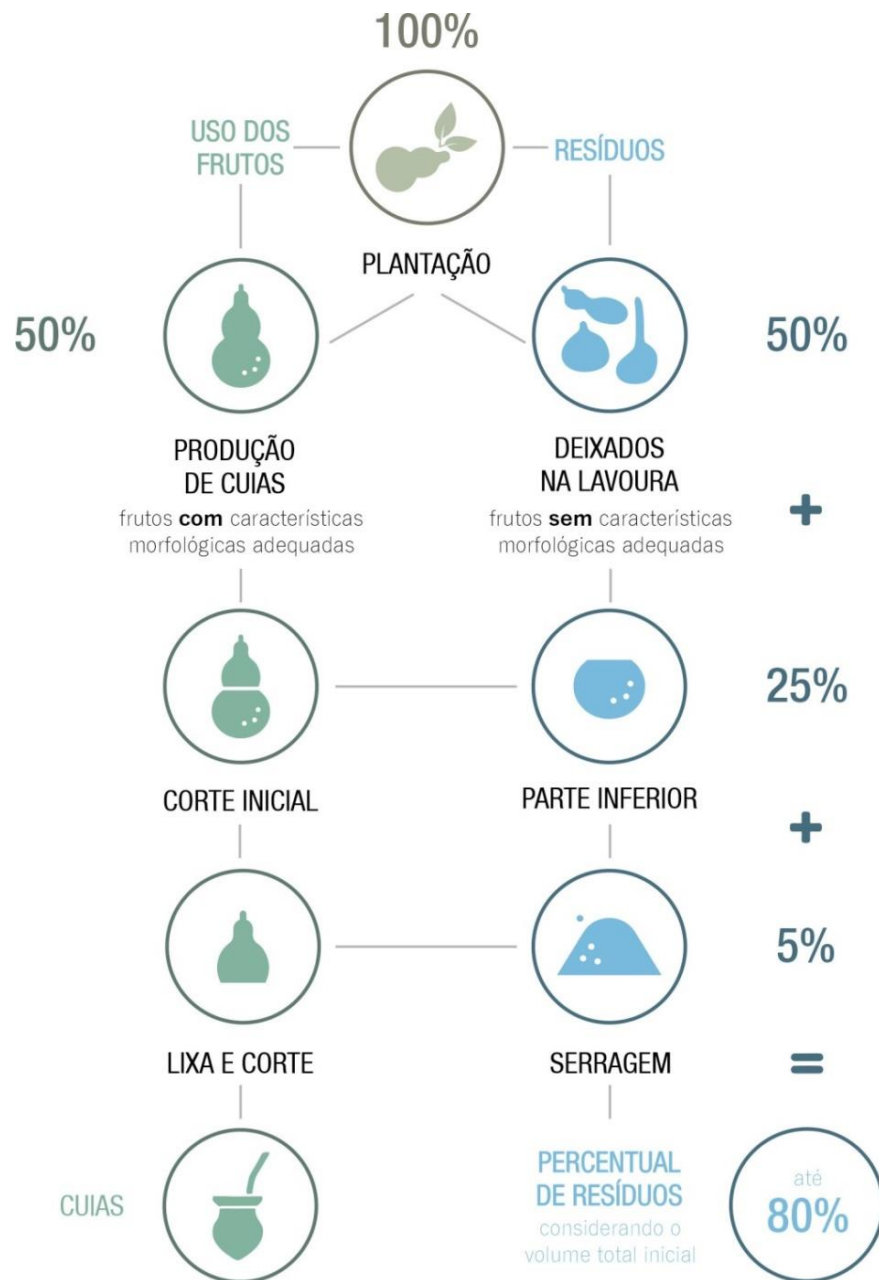 100%
USO DOS
FRUTOS
RESÍDUOS
PLANTAÇÃO
50%
50%
PRODUÇÃO
DE CUIAS
frutos com características
morfológicas adequadas
DEIXADOS
NA LAVOURA
frutos sem características
morfológicas adequadas
+
25%
CORTE INICIAL
PARTE INFERIOR
+
5%
LIXA E CORTE
SERRAGEM
=
CUIAS
PERCENTUAL
DE RESÍDUOS
considerando o
volume total inicial
até
80%